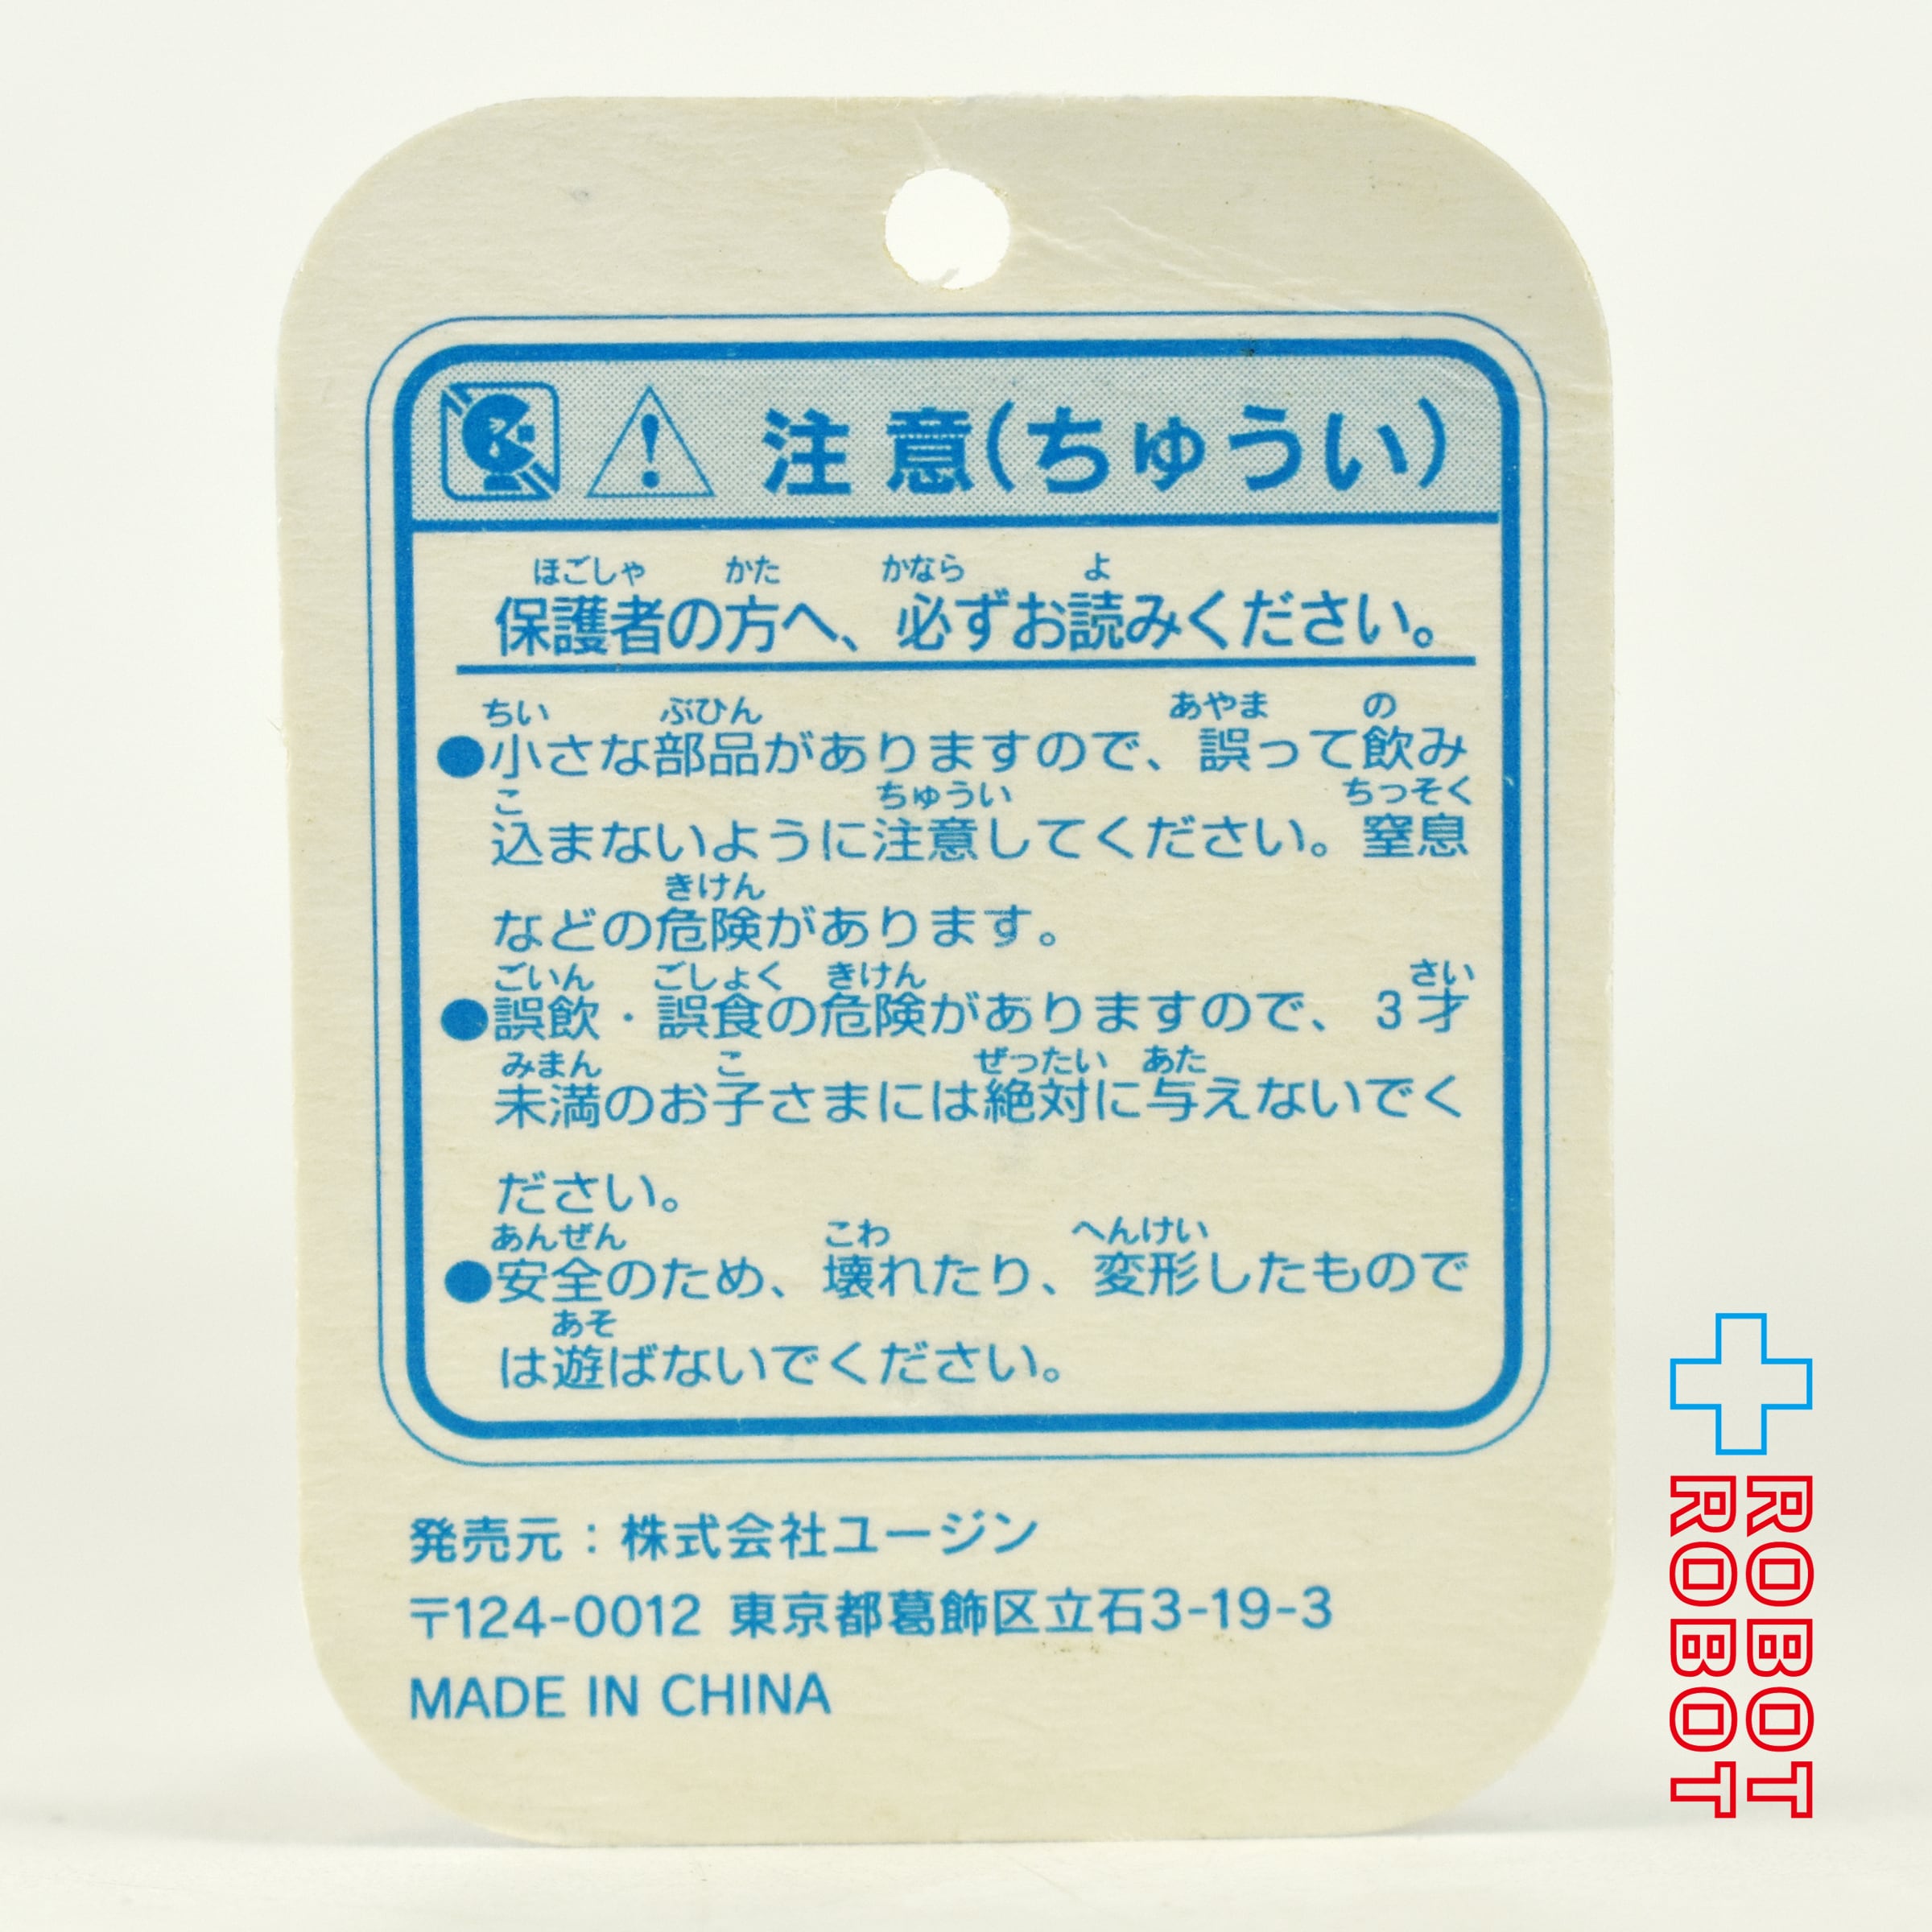 注意(ちゅうい)
ほごしゃ かた かなら よ
保護者の方へ、必ずお読みください。
ちい ぶひん あやま の
●小さな部品がありますので、誤って飲み
こ ちゅうい ちっそく
込まないように注意してください。窒息
きけん
などの危険があります。
ごいん ごしょく きけん さい
●誤飲・誤食の危険がありますので、3才
みまん こ ぜったい あた
未満のお子さまには絶対に与えないでく
ださい。
あんぜん こわ へんけい
●安全のため、壊れたり、変形したもので
あそ
は遊ばないでください。
発売元：株式会社ユージン
〒124-0012 東京都葛飾区立石3-19-3
MADE IN CHINA
ROBOT
ROBOT